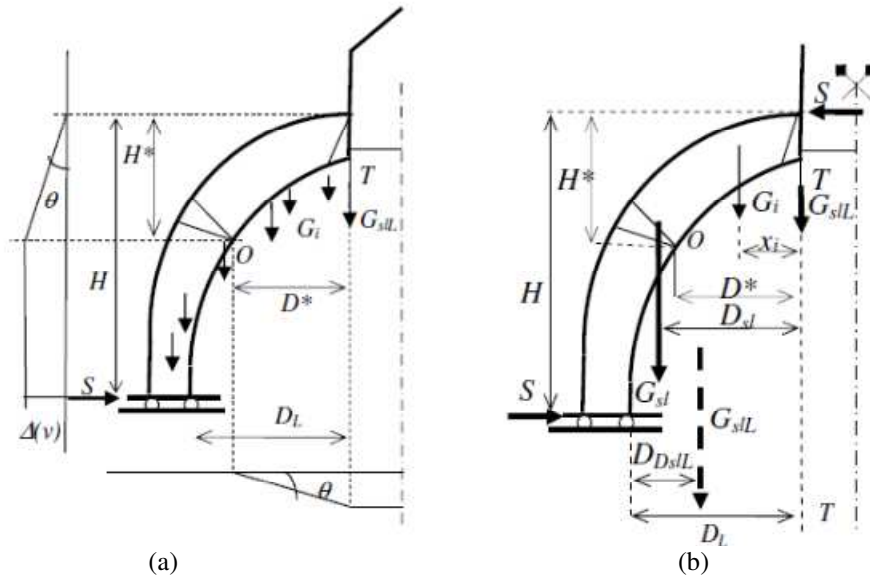 H*
θ
T
G_i
G_slL
O
H
D*
S
D_L
Δ(v)
θ
(a)
S
H*
T
G_i
G_slL
O
x_i
H
D*
D_sl
S
G_sl
G_slL
D_DslL
D_L
T
(b)